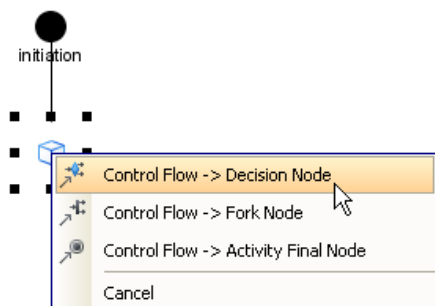 initiation
Control Flow -> Decision Node
Control Flow -> Fork Node
Control Flow -> Activity Final Node
Cancel